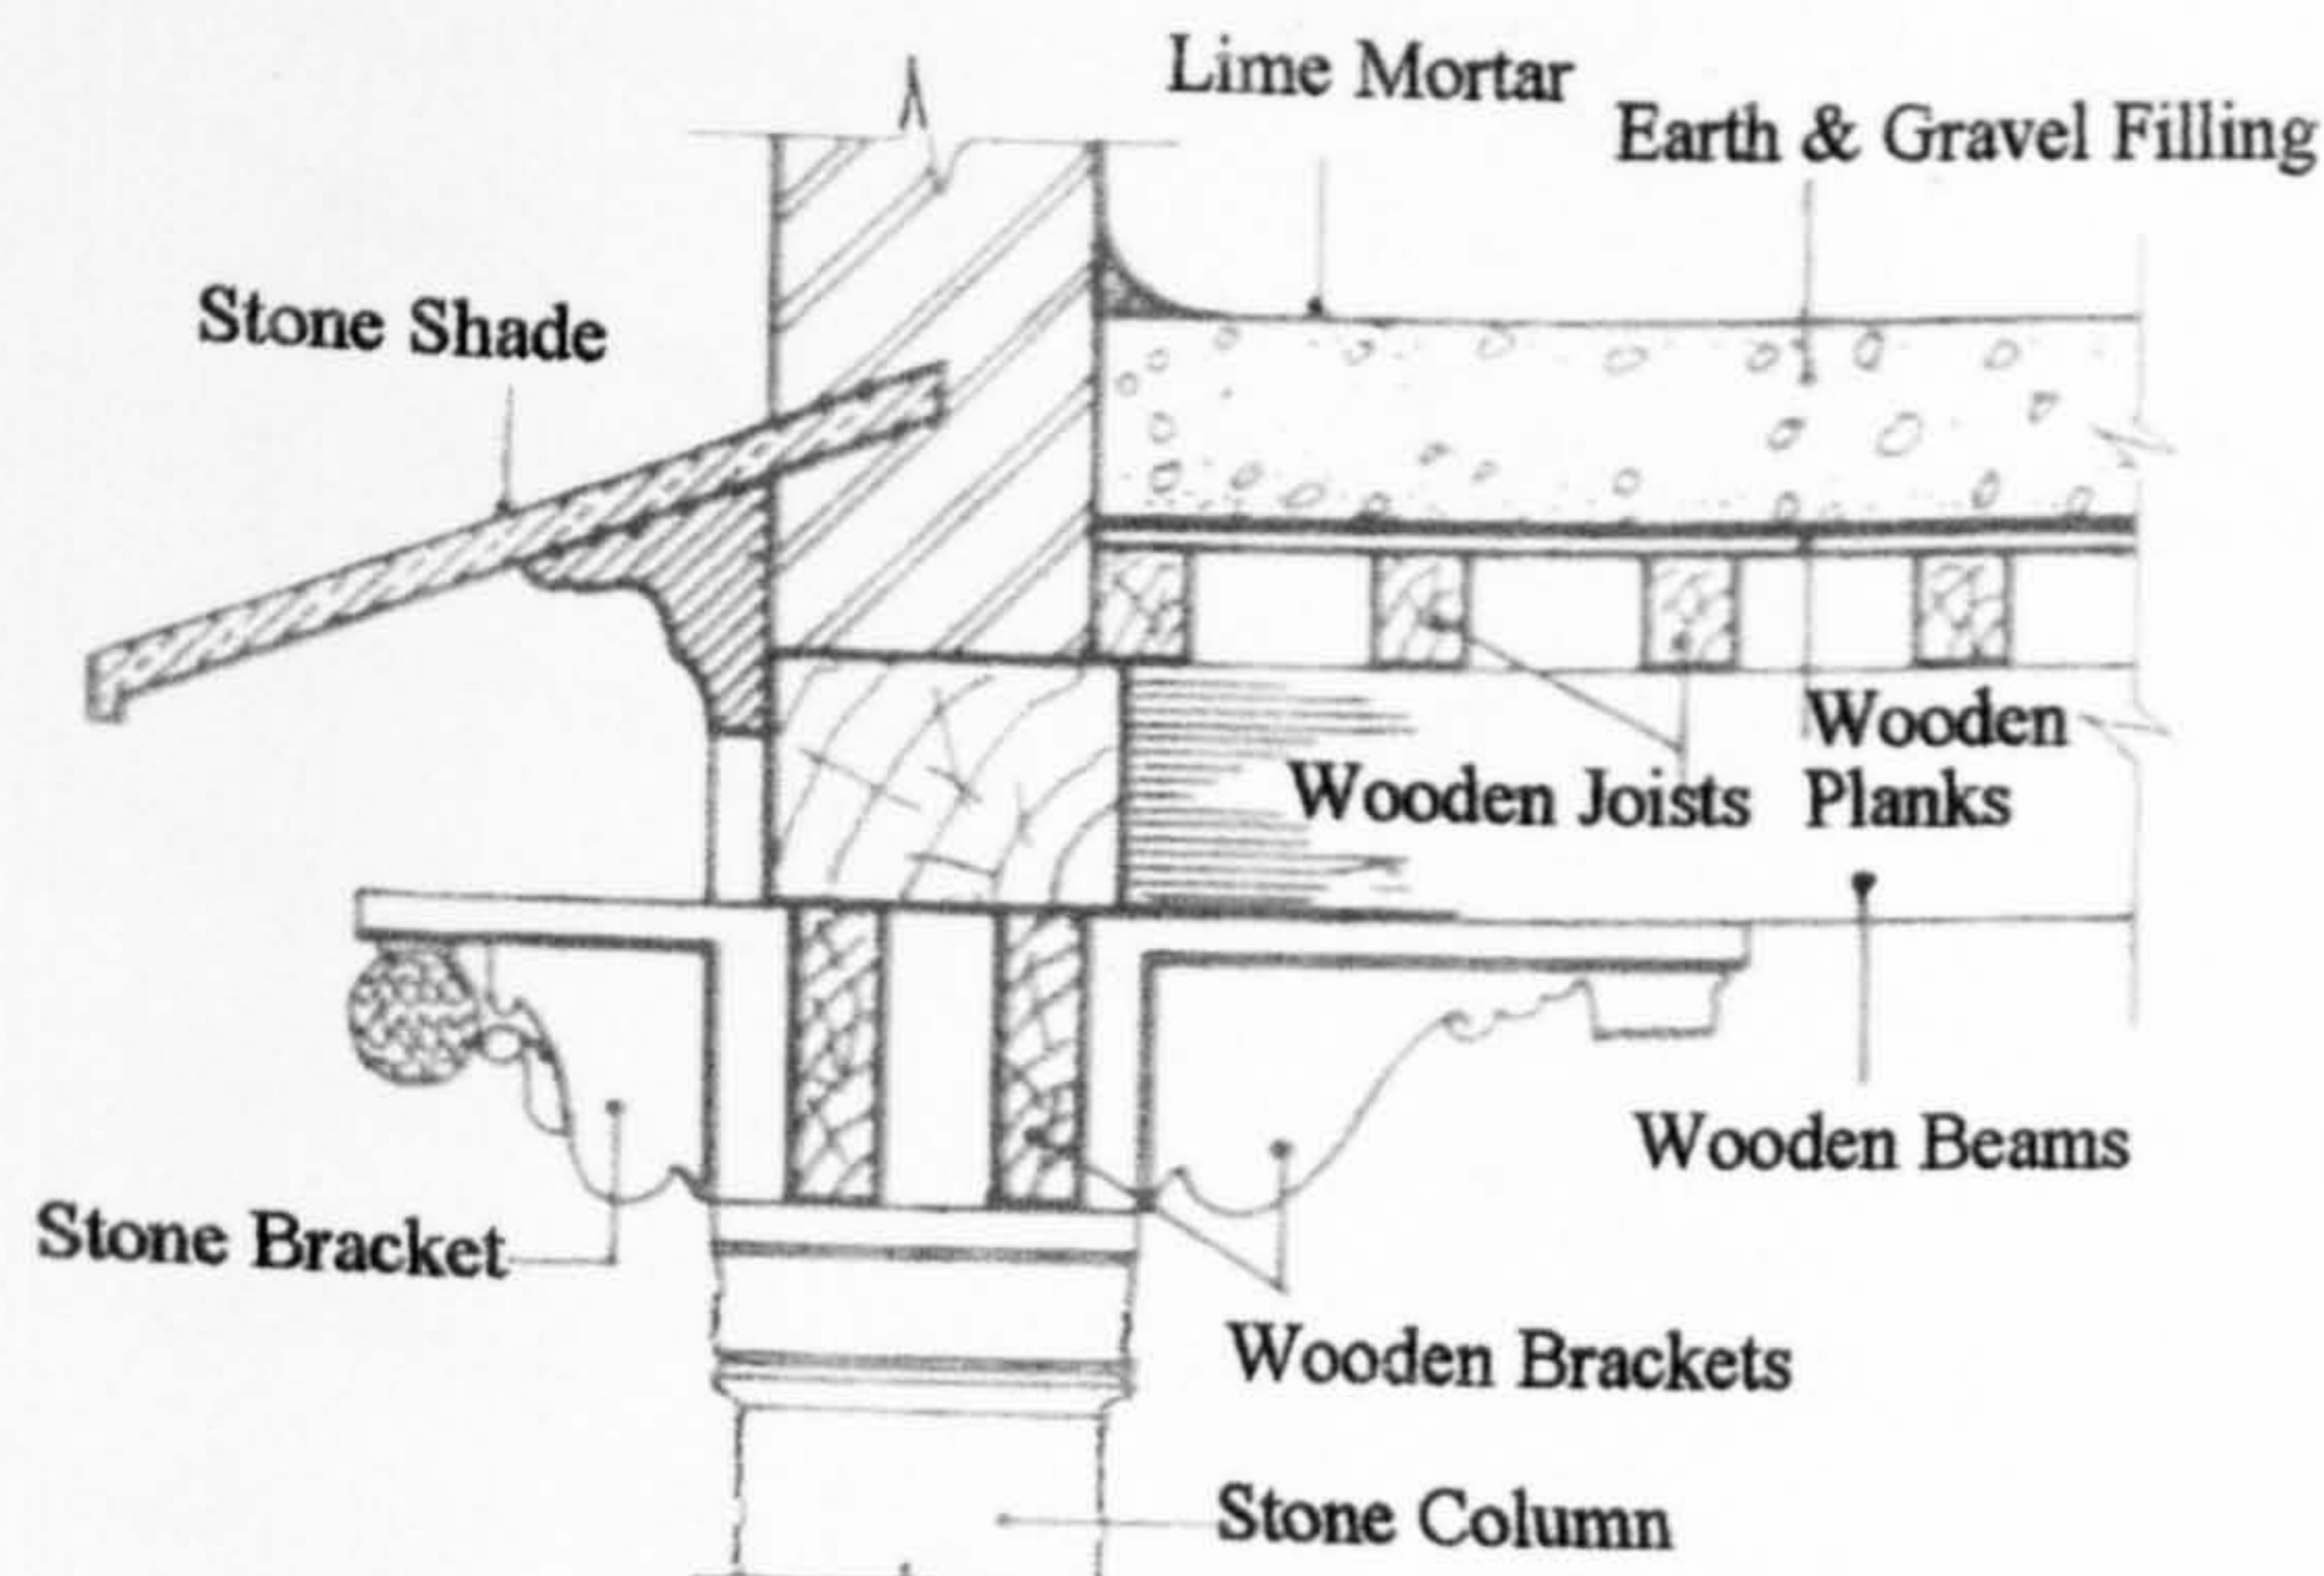 Lime Mortar
Earth & Gravel Filling
Stone Shade
Wooden
Planks
Wooden Joists
Wooden Beams
Stone Bracket
Wooden Brackets
Stone Column